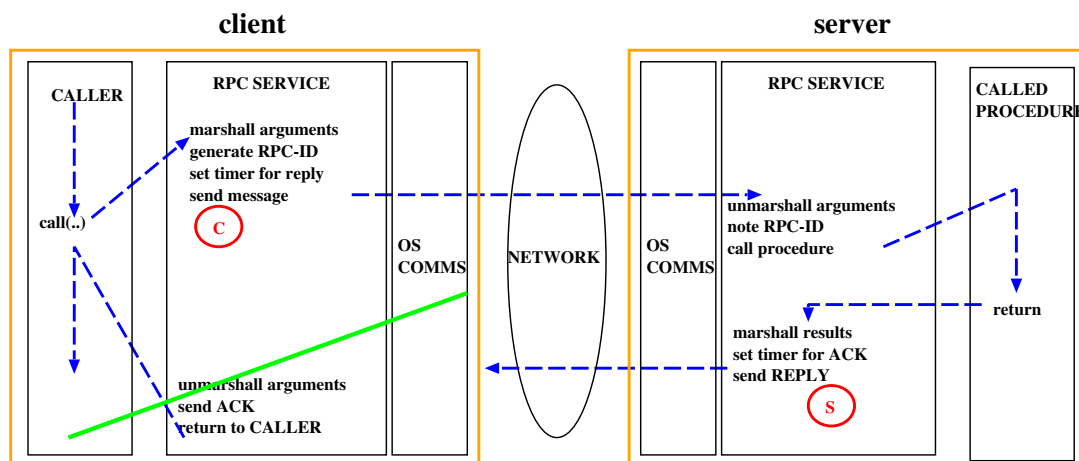 client
server
CALLER
RPC SERVICE
marshall arguments
generate RPC-ID
set timer for reply
send message
C
call(..)
OS
COMMS
unmarshall arguments
send ACK
return to CALLER
NETWORK
OS
COMMS
RPC SERVICE
unmarshall arguments
note RPC-ID
call procedure
marshall results
set timer for ACK
send REPLY
S
CALLED
PROCEDURE
return